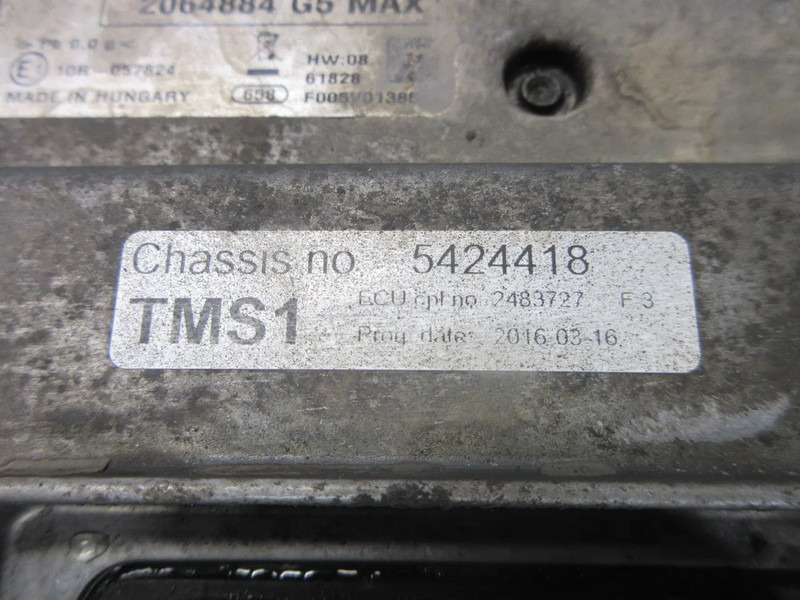 2064884 G5 MAX
HW:08
10R - 057824
61828
MADE IN HUNGARY
Chassis no 5424418
TMS1
ECU cpl no 2483727 F 3
Prog. date: 2016-03-16